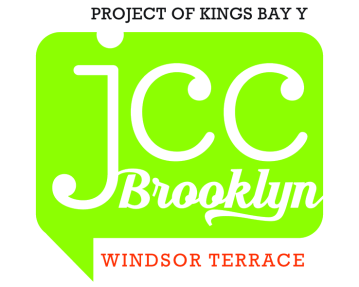 PROJECT OF KINGS BAY Y
jcc
Brooklyn
WINDSOR TERRACE